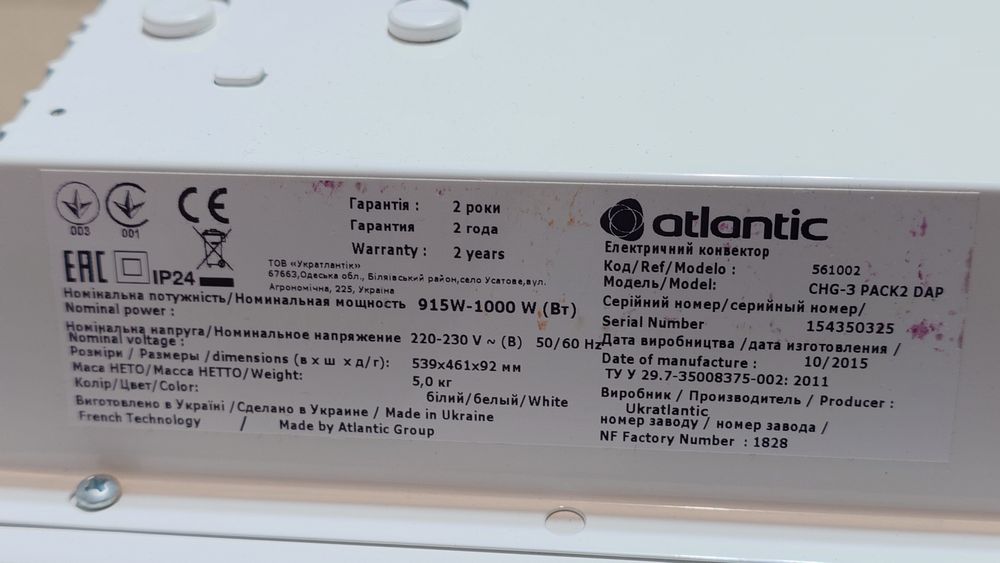 003
001
CE
EAC
IP24
Гарантія : 2 роки
Гарантия 2 года
Warranty : 2 years
ТОВ «Укратлантік»
67663,Одеська обл., Біляівський район,село Усатове,вул.
Агрономічна, 225, Україна
Номінальна потужність/Номинальная мощность 915W-1000 W (Вт)
Nominal power :
Номінальна напруга/Номинальное напряжение 220-230 V ~ (В) 50/60 Hz
Nominal voltage :
Розміри / Размеры /dimensions (в х ш х д/г): 539x461x92 мм
Маса НЕТО/Масса НЕТТО/Weight: 5,0 кг
Колір/Цвет/Color: білий/белый/White
Виготовлено в Україні /Сделано в Украине / Made in Ukraine
French Technology / Made by Atlantic Group
atlantic
Електричний конвектор
Код/Ref/Modelo : 561002
Модель/Model: CHG-3 PACK2 DAP
Серійний номер/серийный номер/
Serial Number 154350325
Дата виробництва /дата изготовления /
Date of manufacture : 10/2015
ТУ У 29.7-35008375-002: 2011
Виробник / Производитель / Producer :
Ukratlantic
номер заводу / номер завода /
NF Factory Number : 1828